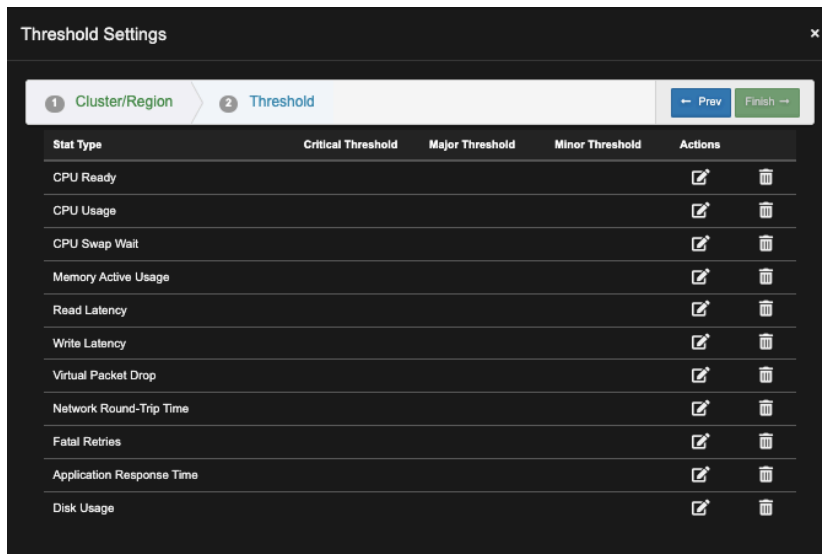 Threshold Settings ×
1 Cluster/Region 2 Threshold ← Prev Finish →
Stat Type Critical Threshold Major Threshold Minor Threshold Actions
CPU Ready
CPU Usage
CPU Swap Wait
Memory Active Usage
Read Latency
Write Latency
Virtual Packet Drop
Network Round-Trip Time
Fatal Retries
Application Response Time
Disk Usage